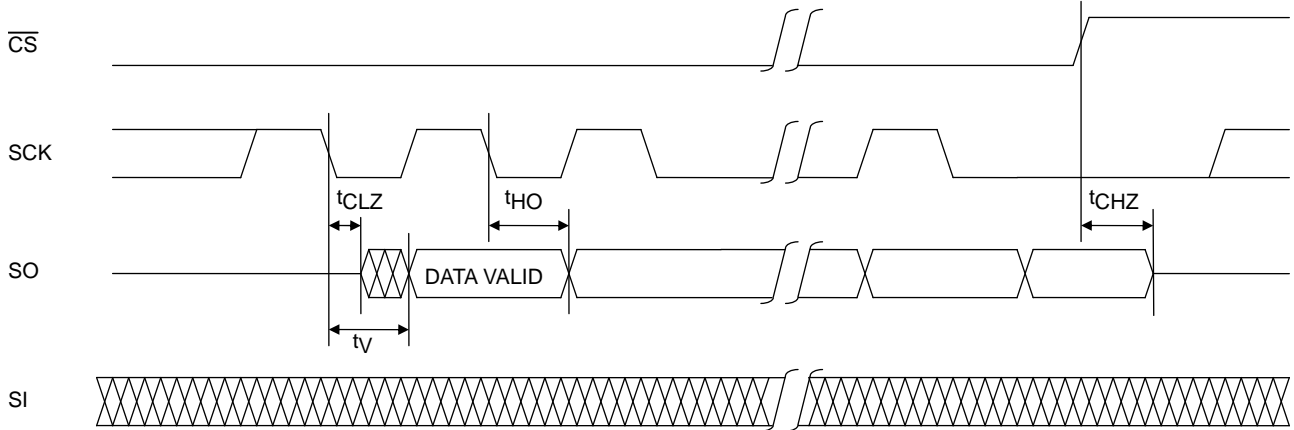 CS
SCK
tCLZ
tHO
tCHZ
SO
DATA VALID
tV
SI